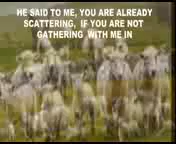 HE SAID TO ME, YOU ARE ALREADY
SCATTERING, IF YOU ARE NOT
GATHERING WITH ME IN